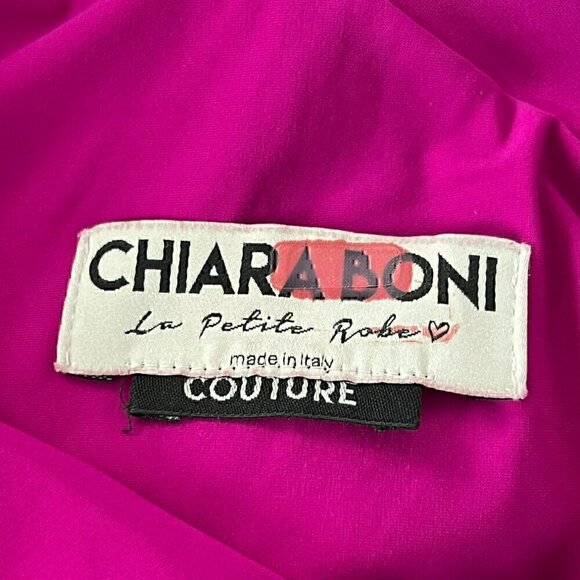 CHIARA BONI
La Petite Robe♡
made in Italy
COUTURE